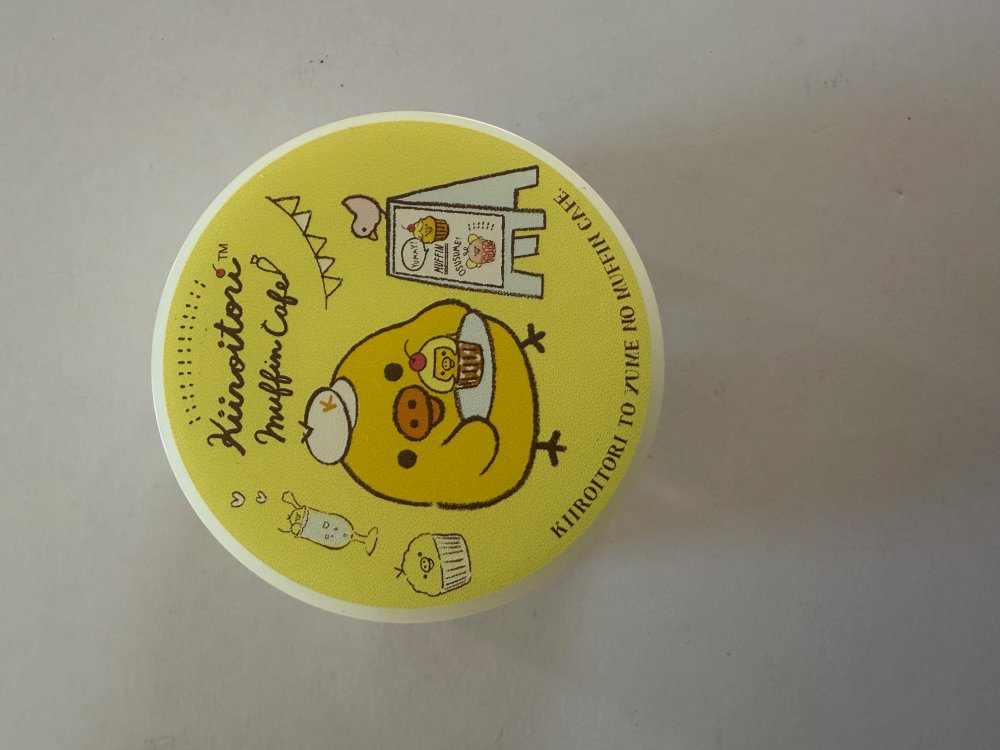 Kiiroitori™
Muffin Cafe
YUMMY!
MUFFIN
OSUSUME!
KIIROITORI TO YUME NO MUFFIN CAFE.